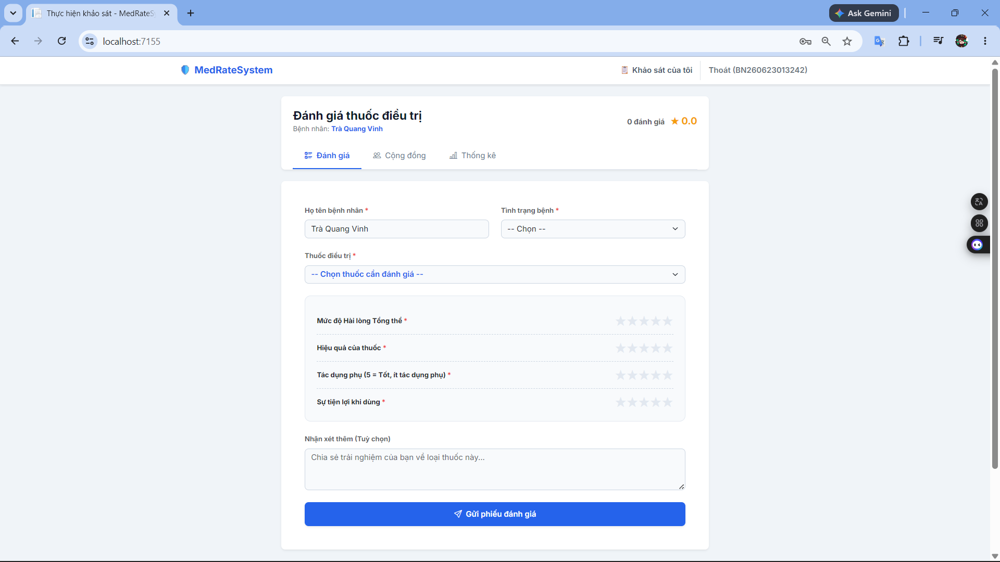 Thực hiện khảo sát - MedRateSy
Ask Gemini
localhost:7155
MedRateSystem
Khảo sát của tôi
Thoát (BN260623013242)
Đánh giá thuốc điều trị
Bệnh nhân: Trà Quang Vinh
0 đánh giá ★ 0.0
Đánh giá
Cộng đồng
Thống kê
Họ tên bệnh nhân *
Tình trạng bệnh *
Trà Quang Vinh
-- Chọn --
Thuốc điều trị *
-- Chọn thuốc cần đánh giá --
Mức độ Hài lòng Tổng thể *
Hiệu quả của thuốc *
Tác dụng phụ (5 = Tốt, ít tác dụng phụ) *
Sự tiện lợi khi dùng *
Nhận xét thêm (Tuỳ chọn)
Chia sẻ trải nghiệm của bạn về loại thuốc này...
Gửi phiếu đánh giá